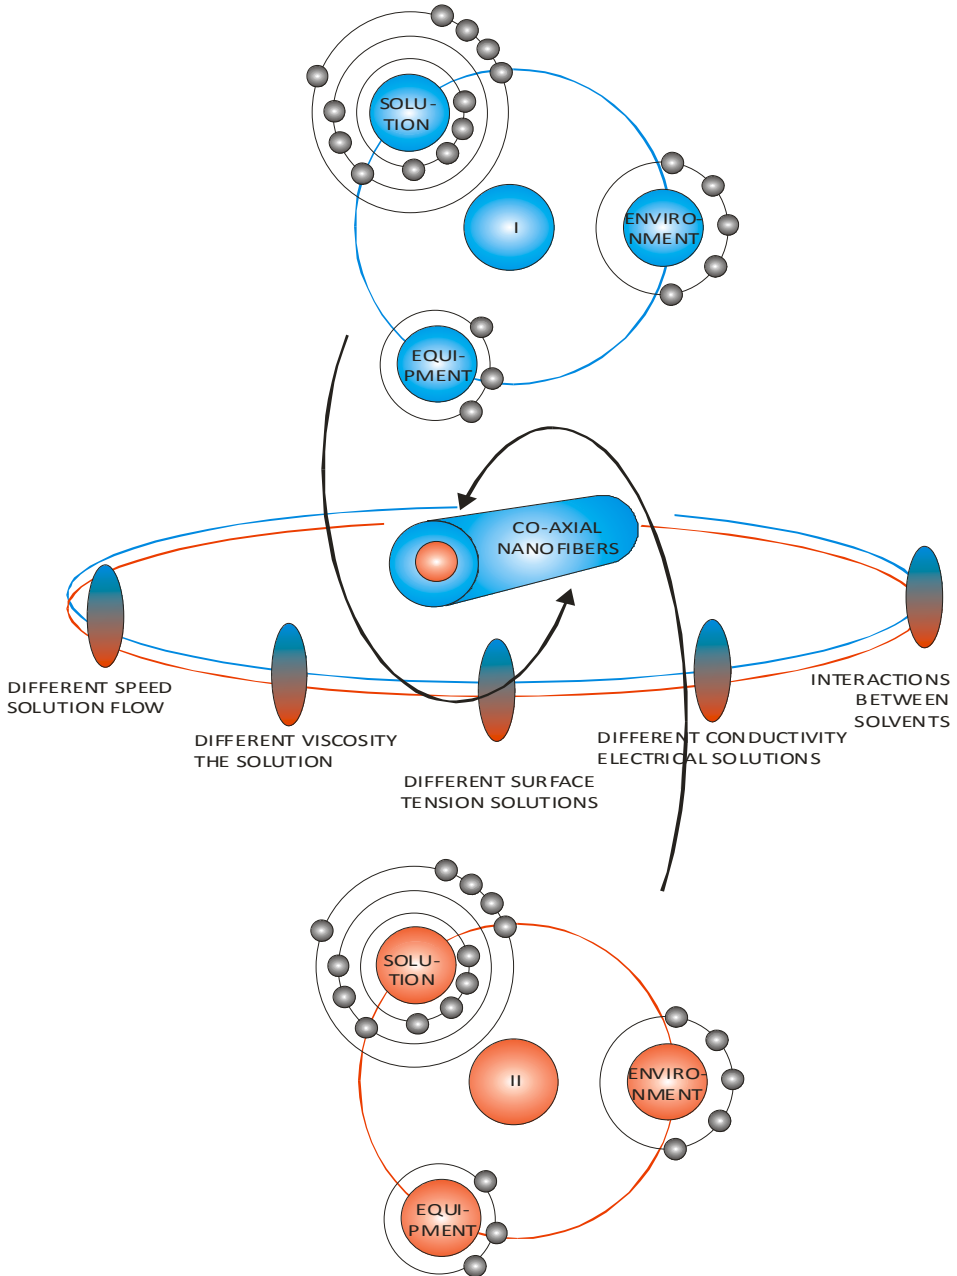 SOLU-
TION
I
ENVIRO-
NMENT
EQUI-
PMENT
CO-AXIAL
NANOFIBERS
DIFFERENT SPEED
SOLUTION FLOW
DIFFERENT VISCOSITY
THE SOLUTION
DIFFERENT SURFACE
TENSION SOLUTIONS
DIFFERENT CONDUCTIVITY
ELECTRICAL SOLUTIONS
INTERACTIONS
BETWEEN
SOLVENTS
SOLU-
TION
II
ENVIRO-
NMENT
EQUI-
PMENT